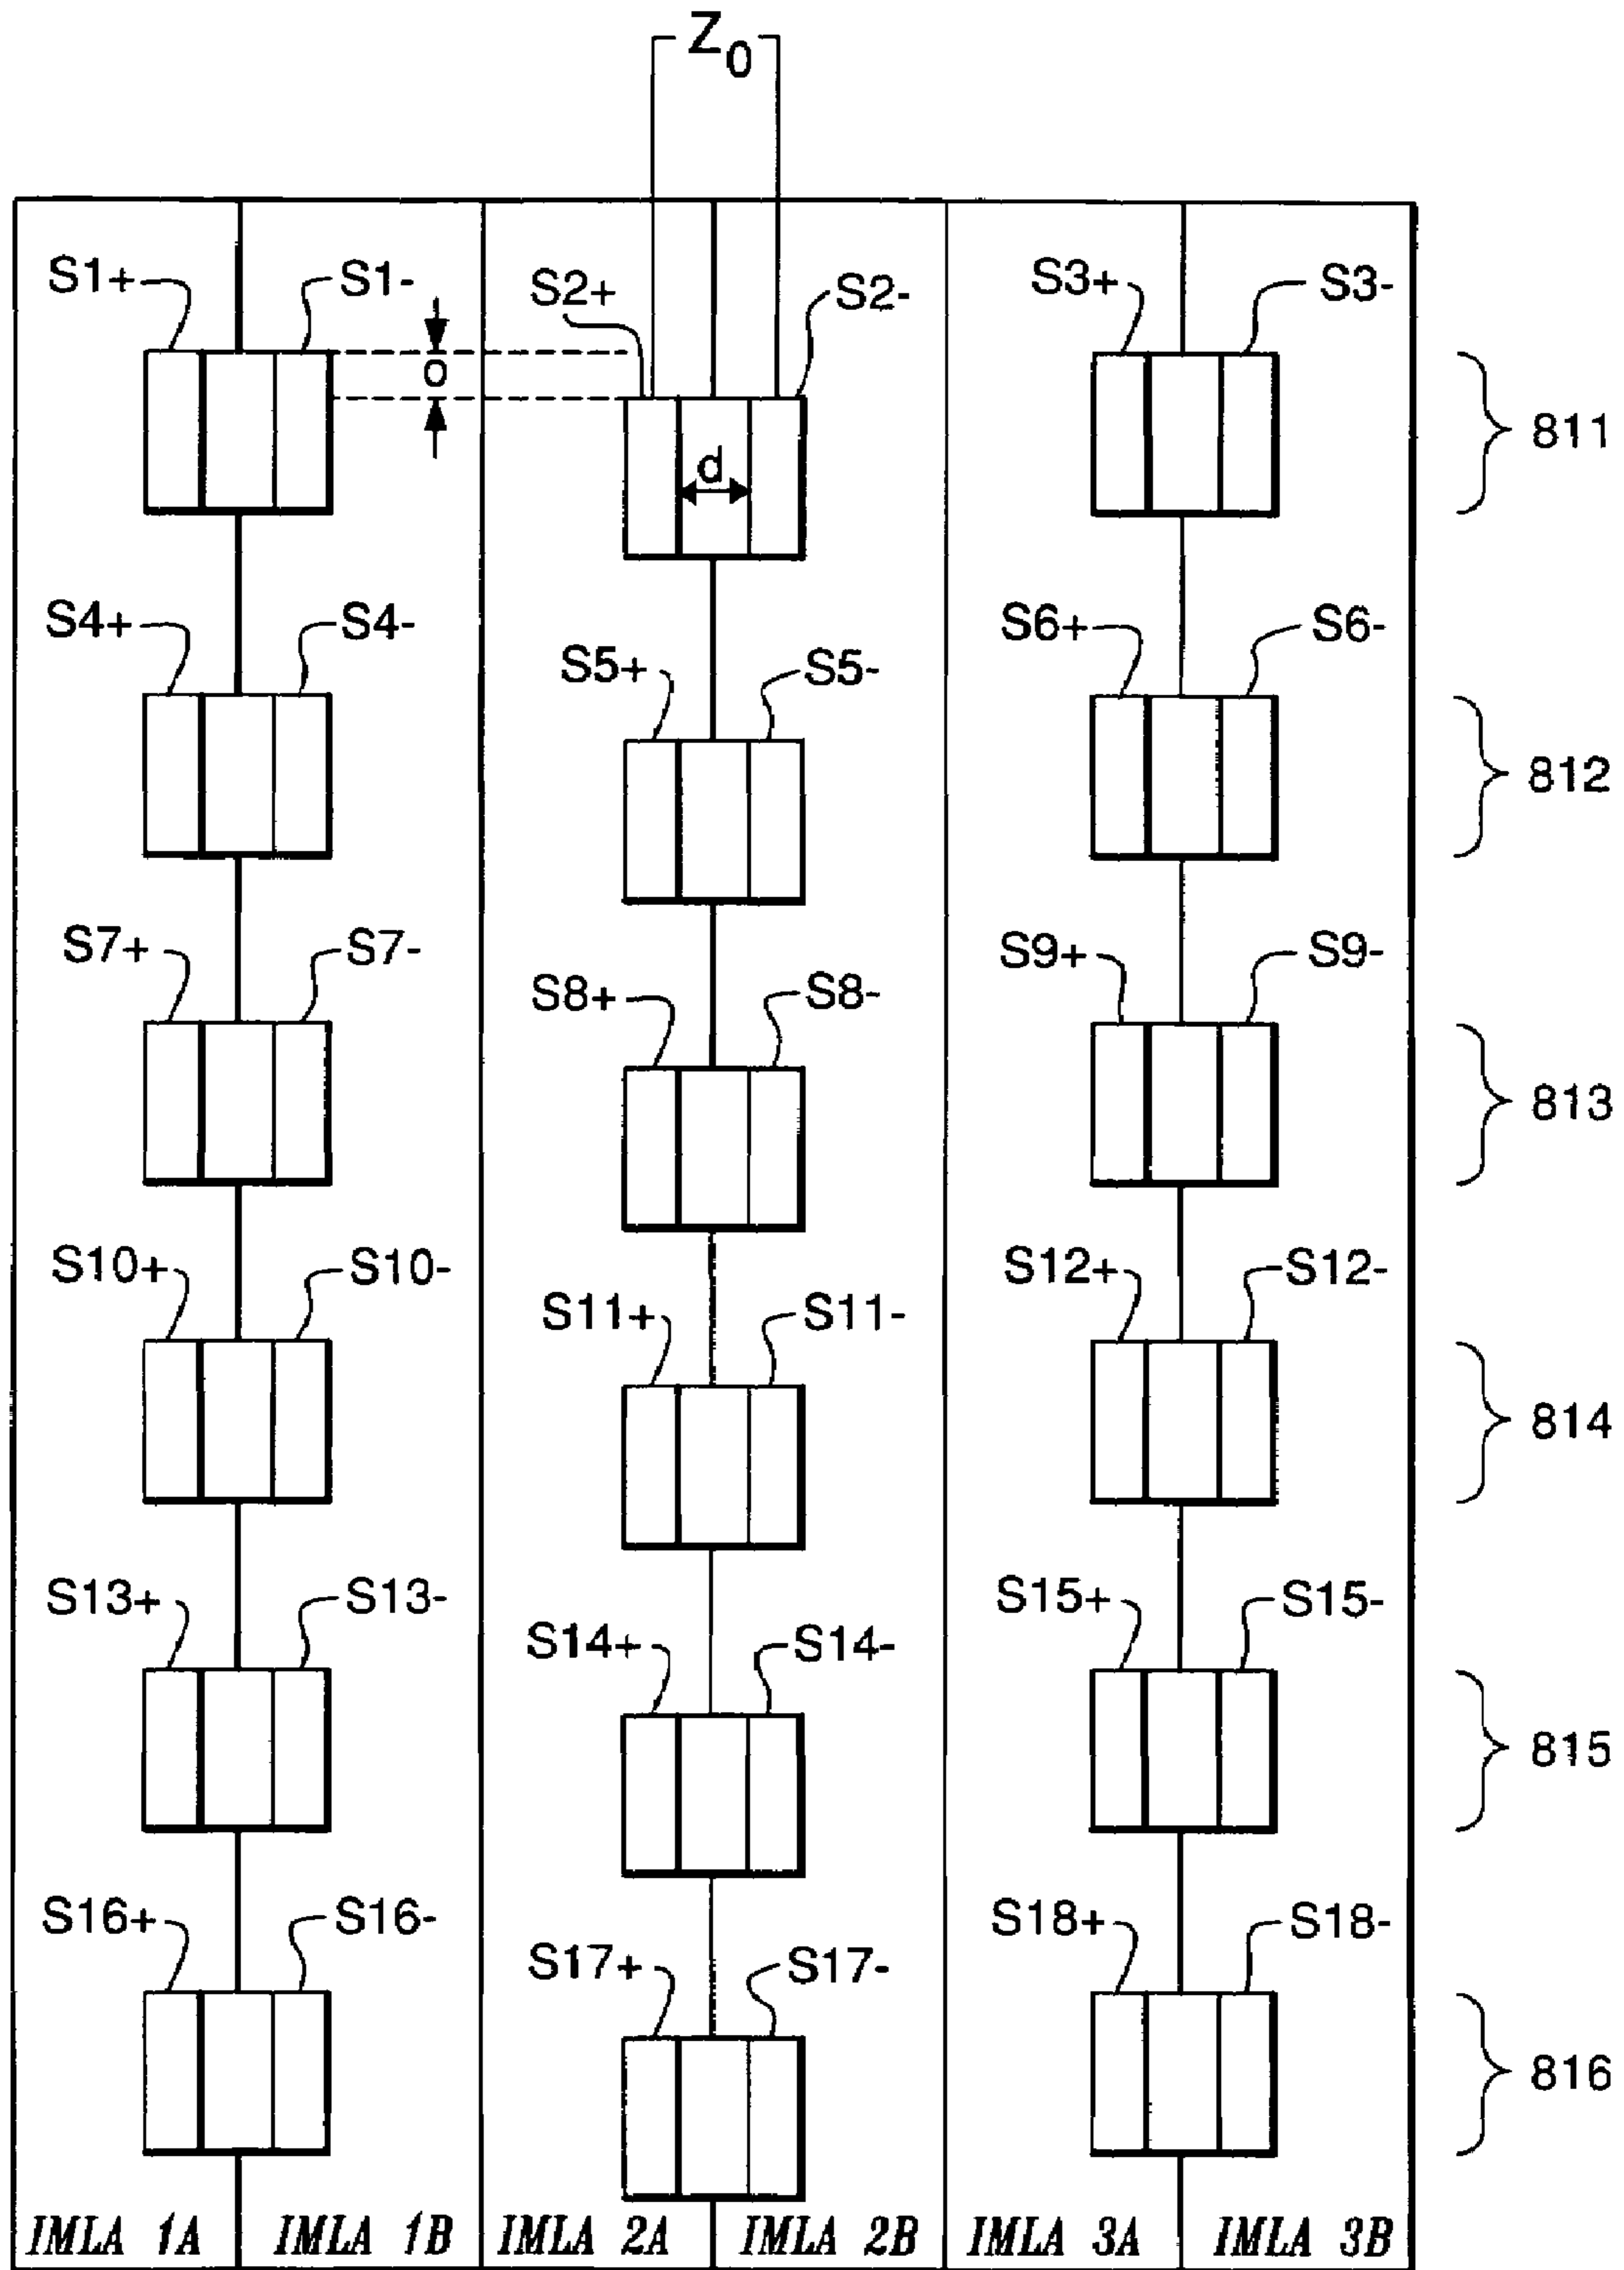 Z0
S1+ S1- S2+ S2- S3+ S3-
o
d
811
S4+ S4- S5+ S5- S6+ S6-
812
S7+ S7- S8+ S8- S9+ S9-
813
S10+ S10- S11+ S11- S12+ S12-
814
S13+ S13- S14+ S14- S15+ S15-
815
S16+ S16- S17+ S17- S18+ S18-
816
IMLA 1A IMLA 1B IMLA 2A IMLA 2B IMLA 3A IMLA 3B